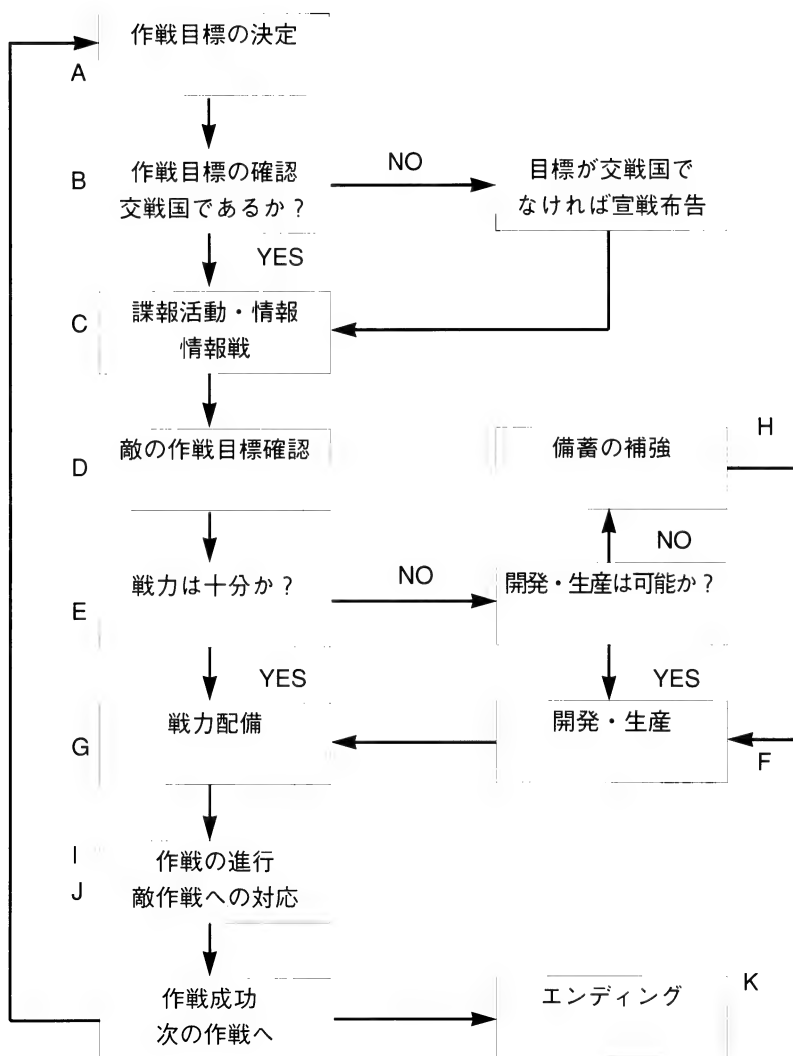 作戦目標の決定
A
B
作戦目標の確認
交戦国であるか？
NO
目標が交戦国で
なければ宣戦布告
YES
C
諜報活動・情報
情報戦
D
敵の作戦目標確認
備蓄の補強
H
NO
E
戦力は十分か？
NO
開発・生産は可能か？
YES
YES
G
戦力配備
開発・生産
F
I
作戦の進行
J
敵作戦への対応
作戦成功
次の作戦へ
エンディング
K